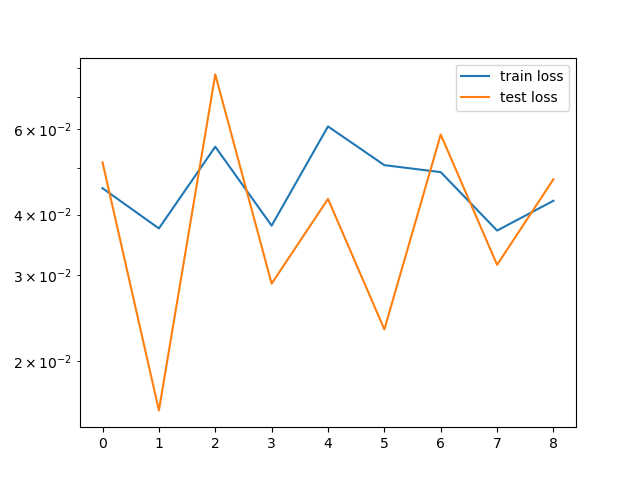 train loss
test loss
6 × 10⁻²
4 × 10⁻²
3 × 10⁻²
2 × 10⁻²
0 1 2 3 4 5 6 7 8